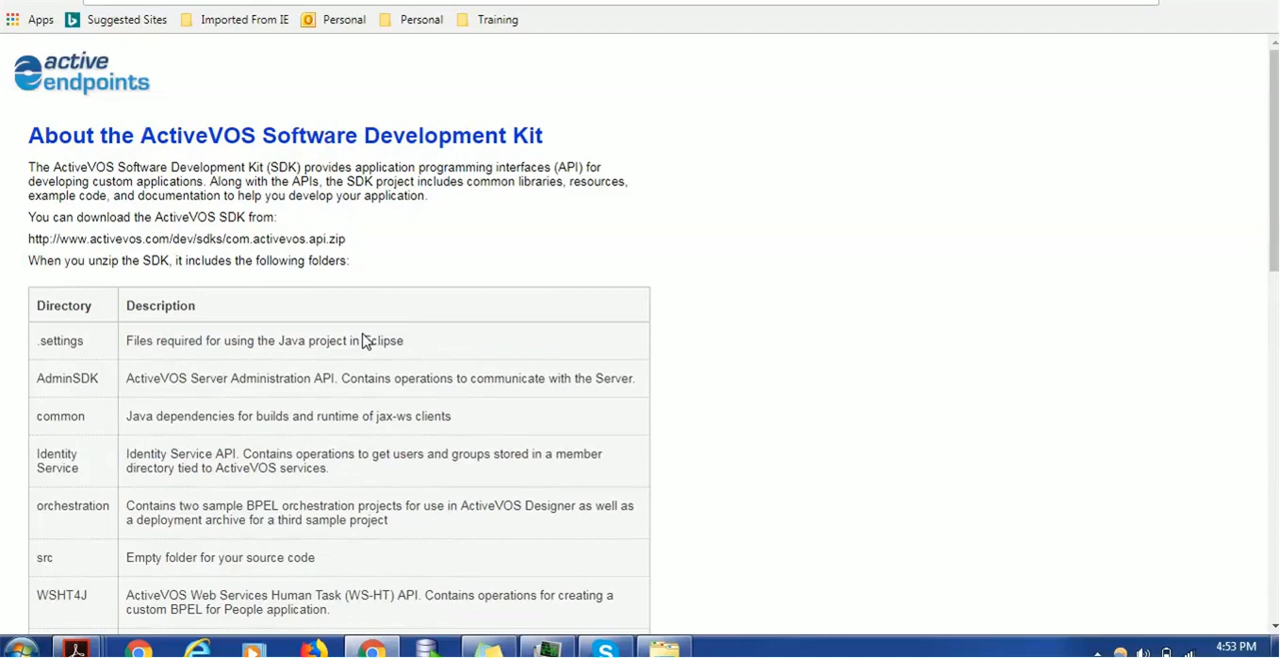 Apps Suggested Sites Imported From IE Personal Personal Training
active
endpoints
About the ActiveVOS Software Development Kit
The ActiveVOS Software Development Kit (SDK) provides application programming interfaces (API) for
developing custom applications. Along with the APIs, the SDK project includes common libraries, resources,
example code, and documentation to help you develop your application.
You can download the ActiveVOS SDK from:
http://www.activevos.com/dev/sdks/com.activevos.api.zip
When you unzip the SDK, it includes the following folders:
Directory Description
.settings Files required for using the Java project in Eclipse
AdminSDK ActiveVOS Server Administration API. Contains operations to communicate with the Server.
common Java dependencies for builds and runtime of jax-ws clients
Identity Identity Service API. Contains operations to get users and groups stored in a member
Service directory tied to ActiveVOS services.
orchestration Contains two sample BPEL orchestration projects for use in ActiveVOS Designer as well as
a deployment archive for a third sample project
src Empty folder for your source code
WSHT4J ActiveVOS Web Services Human Task (WS-HT) API. Contains operations for creating a
custom BPEL for People application.
4:53 PM